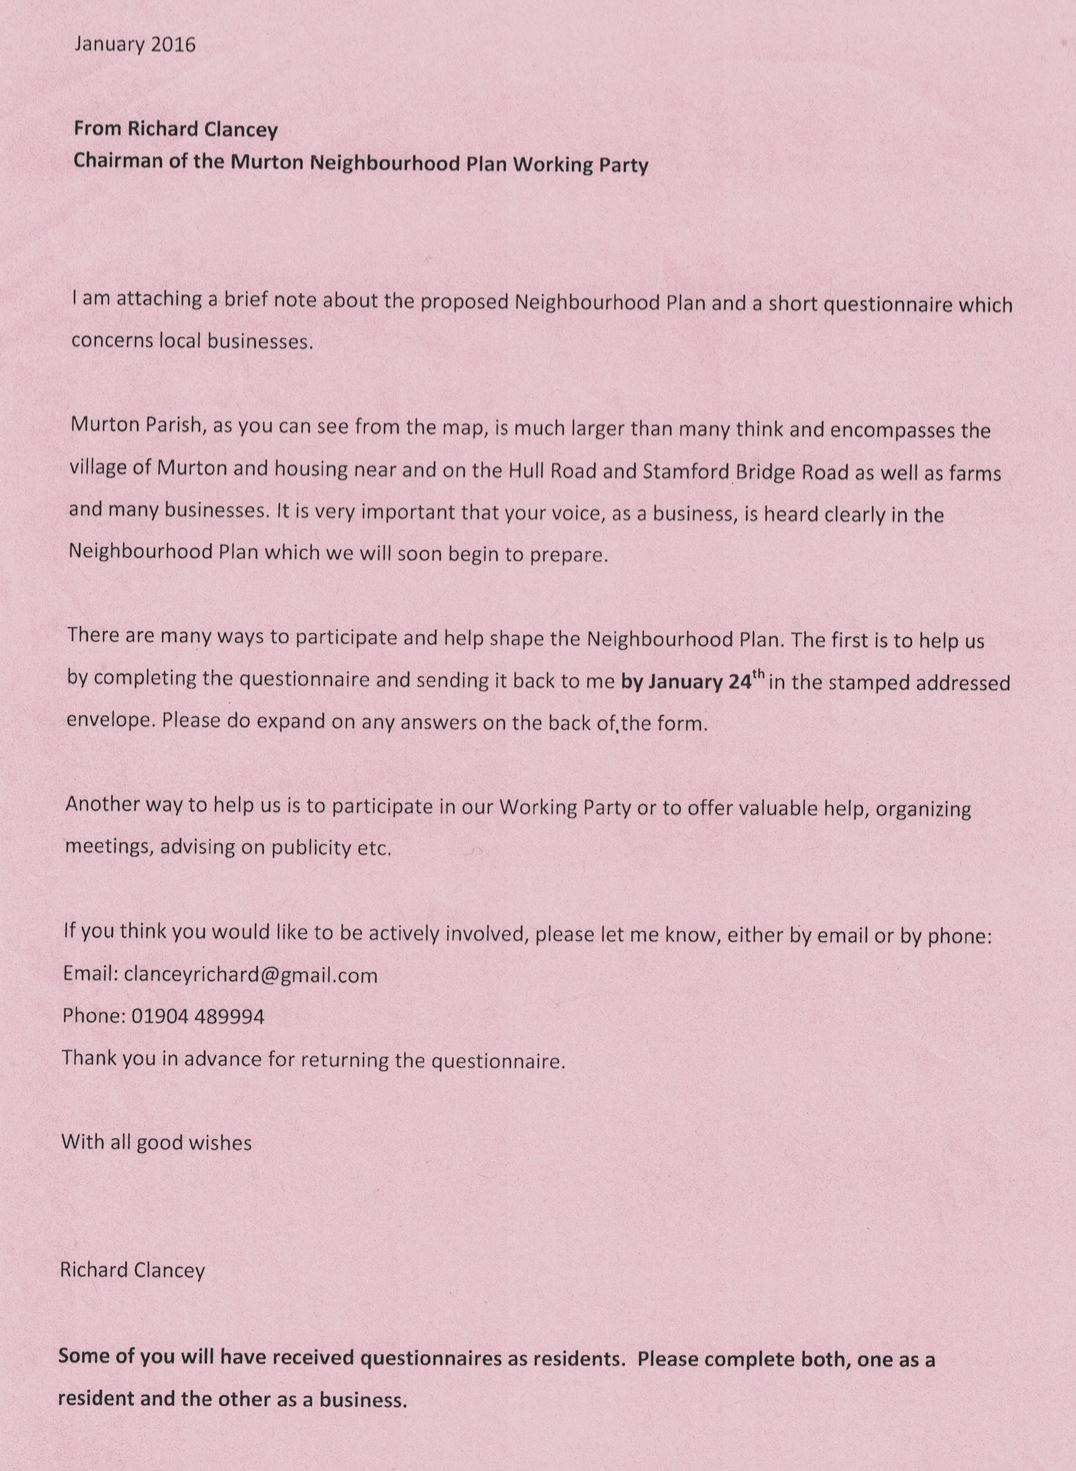 January 2016
From Richard Clancey
Chairman of the Murton Neighbourhood Plan Working Party
I am attaching a brief note about the proposed Neighbourhood Plan and a short questionnaire which
concerns local businesses.
Murton Parish, as you can see from the map, is much larger than many think and encompasses the
village of Murton and housing near and on the Hull Road and Stamford Bridge Road as well as farms
and many businesses. It is very important that your voice, as a business, is heard clearly in the
Neighbourhood Plan which we will soon begin to prepare.
There are many ways to participate and help shape the Neighbourhood Plan. The first is to help us
by completing the questionnaire and sending it back to me by January 24th in the stamped addressed
envelope. Please do expand on any answers on the back of the form.
Another way to help us is to participate in our Working Party or to offer valuable help, organizing
meetings, advising on publicity etc.
If you think you would like to be actively involved, please let me know, either by email or by phone:
Email: clanceyrichard@gmail.com
Phone: 01904 489994
Thank you in advance for returning the questionnaire.
With all good wishes
Richard Clancey
Some of you will have received questionnaires as residents.  Please complete both, one as a
resident and the other as a business.